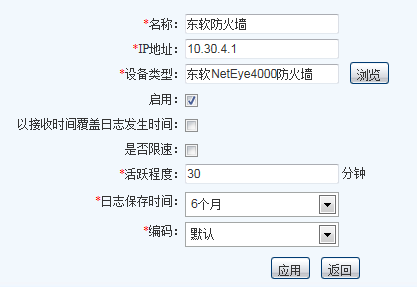 *名称: 东软防火墙
*IP地址: 10.30.4.1
*设备类型: 东软NetEye4000防火墙 浏览
启用:
以接收时间覆盖日志发生时间:
是否限速:
*活跃程度: 30 分钟
*日志保存时间: 6个月
*编码: 默认
应用 返回